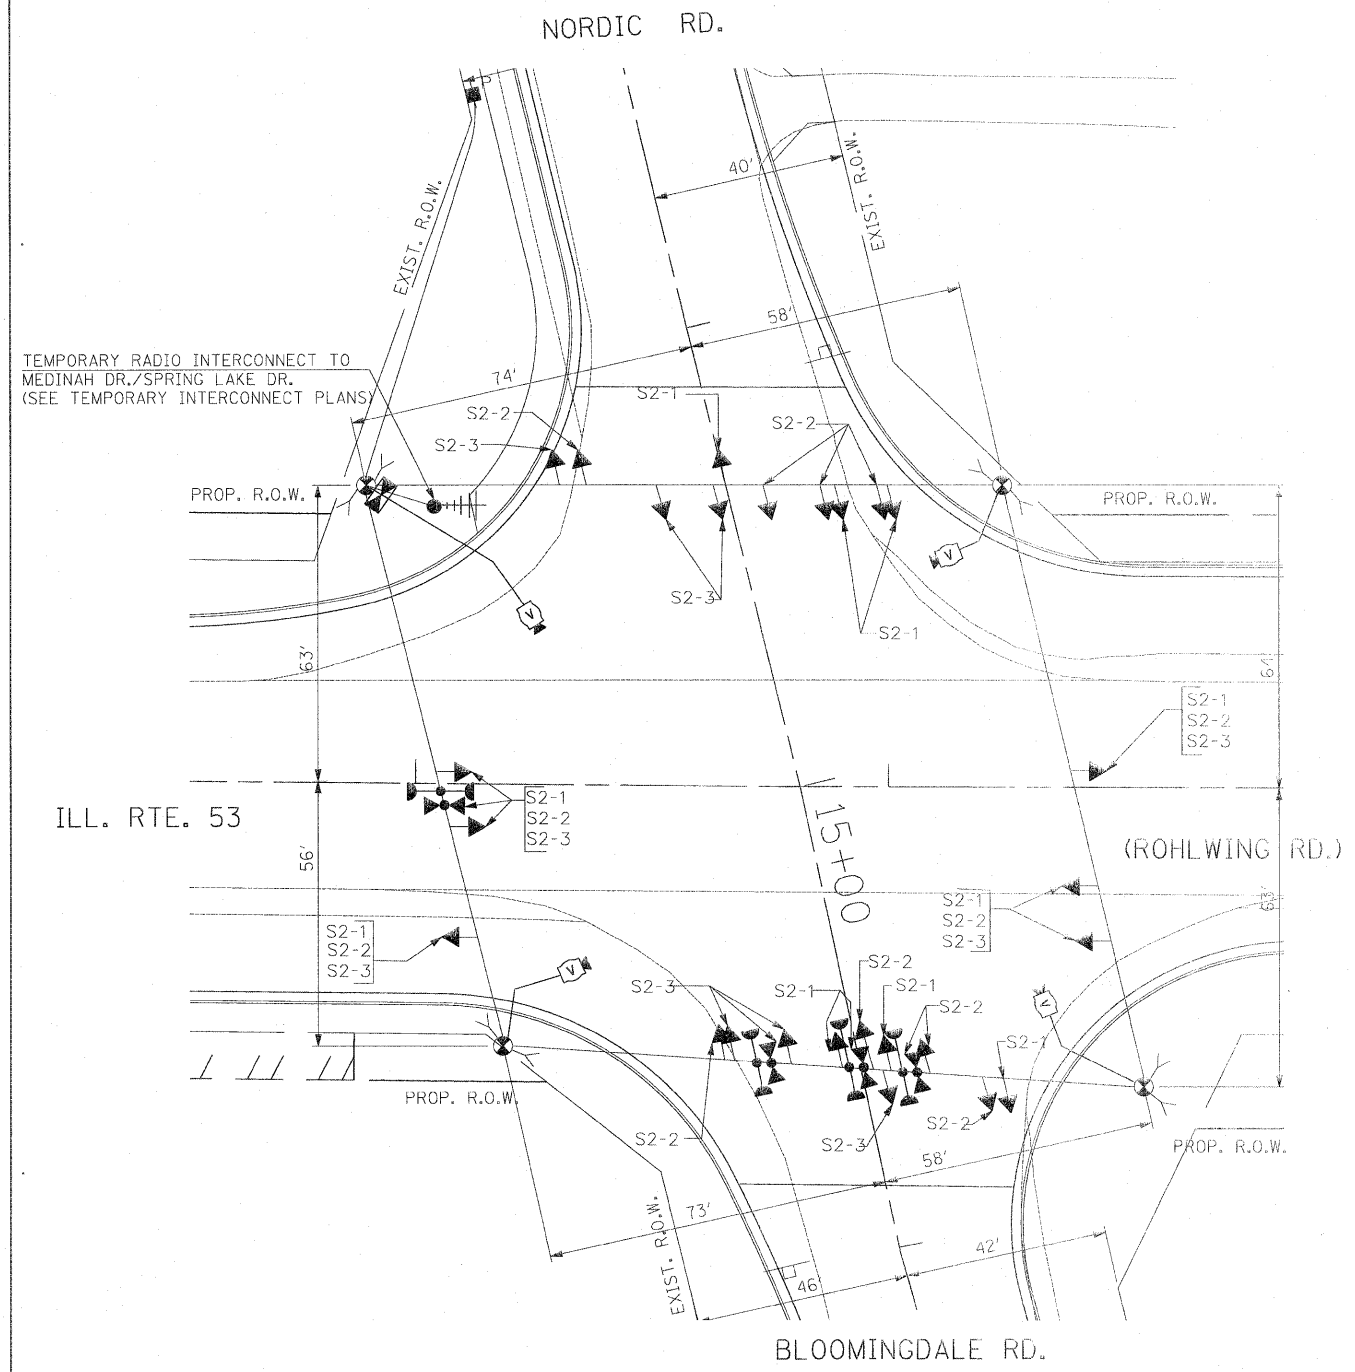 NORDIC RD.
40'
EXIST. R.O.W.
EXIST. R.O.W.
58'
TEMPORARY RADIO INTERCONNECT TO
MEDINAH DR./SPRING LAKE DR.
(SEE TEMPORARY INTERCONNECT PLANS)
74'
S2-1
S2-2
S2-2
S2-3
PROP. R.O.W.
PROP. R.O.W.
V
V
S2-3
S2-1
63'
S2-1
S2-2
S2-3
S2-1
S2-2
S2-3
ILL. RTE. 53
15+00
(ROHLWING RD.)
56'
63'
S2-1
S2-2
S2-3
S2-1
S2-2
S2-3
V
S2-2
S2-3
S2-1
S2-1
S2-2
V
S2-1
PROP. R.O.W.
S2-2
S2-3
S2-2
PROP. R.O.W.
58'
73'
EXIST. R.O.W.
42'
46'
BLOOMINGDALE RD.